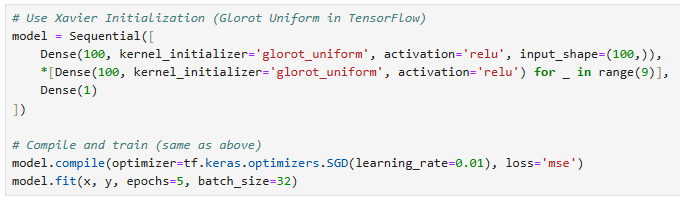 # Use Xavier Initialization (Glorot Uniform in TensorFlow)
model = Sequential([
    Dense(100, kernel_initializer='glorot_uniform', activation='relu', input_shape=(100,)),
    *[Dense(100, kernel_initializer='glorot_uniform', activation='relu') for _ in range(9)],
    Dense(1)
])

# Compile and train (same as above)
model.compile(optimizer=tf.keras.optimizers.SGD(learning_rate=0.01), loss='mse')
model.fit(x, y, epochs=5, batch_size=32)